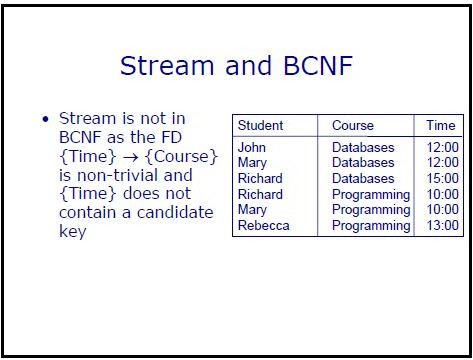 Stream and BCNF
• Stream is not in
BCNF as the FD
{Time} → {Course}
is non-trivial and
{Time} does not
contain a candidate
key
Student Course Time
John Databases 12:00
Mary Databases 12:00
Richard Databases 15:00
Richard Programming 10:00
Mary Programming 10:00
Rebecca Programming 13:00